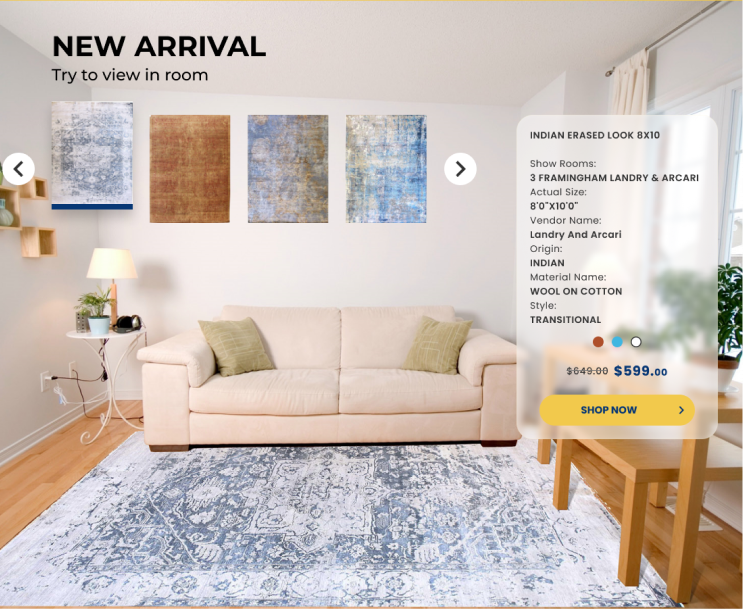 NEW ARRIVAL
Try to view in room
INDIAN ERASED LOOK 8X10
Show Rooms:
3 FRAMINGHAM LANDRY & ARCARI
Actual Size:
8'0"X10'0"
Vendor Name:
Landry And Arcari
Origin:
INDIAN
Material Name:
WOOL ON COTTON
Style:
TRANSITIONAL
$649.00 $599.00
SHOP NOW